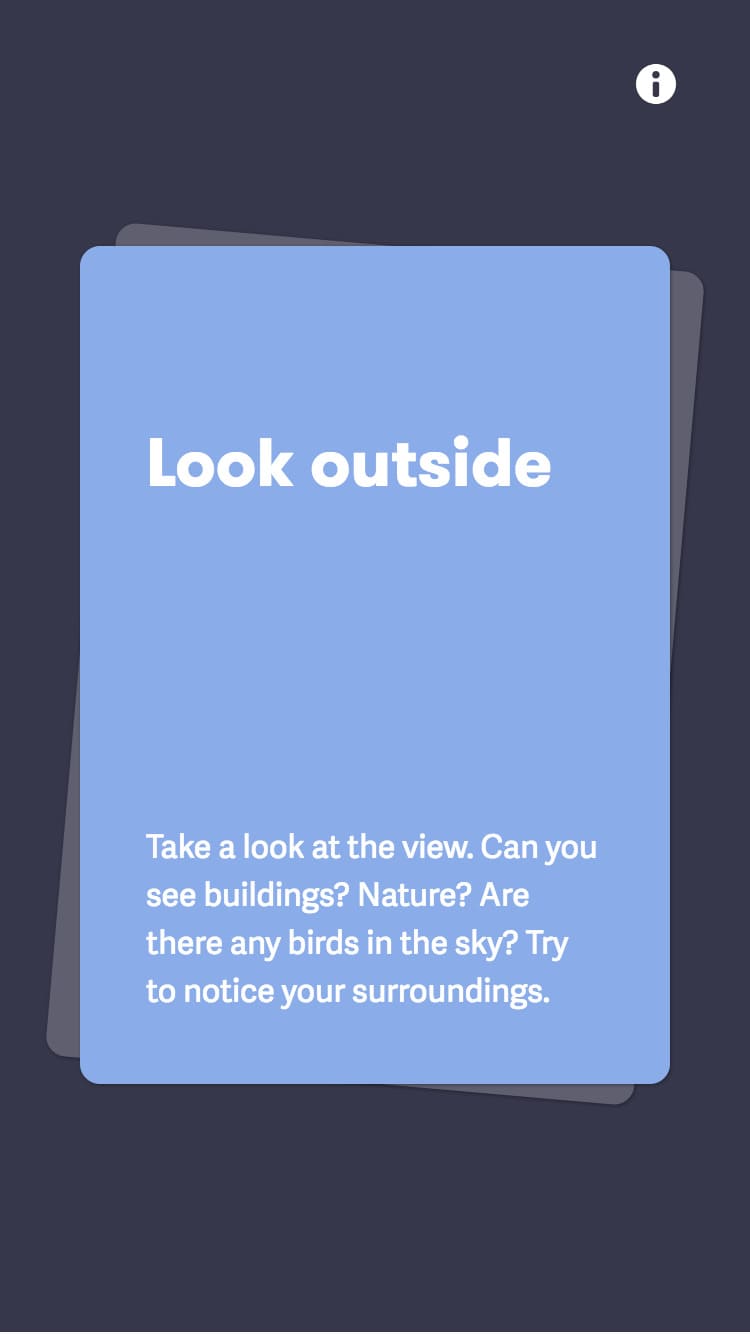 Look outside
Take a look at the view. Can you
see buildings? Nature? Are
there any birds in the sky? Try
to notice your surroundings.